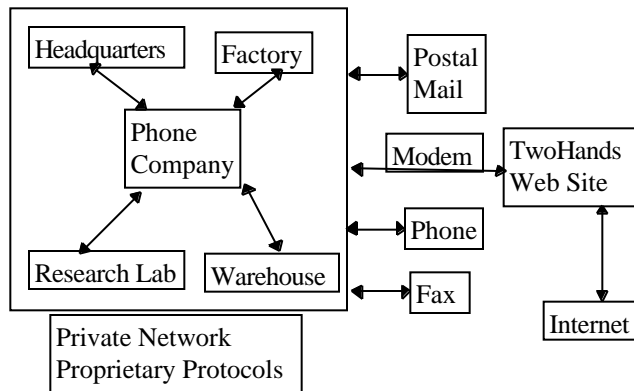 Headquarters
Factory
Postal
Mail
Phone
Company
Modem
TwoHands
Web Site
Research Lab
Warehouse
Phone
Fax
Internet
Private Network
Proprietary Protocols